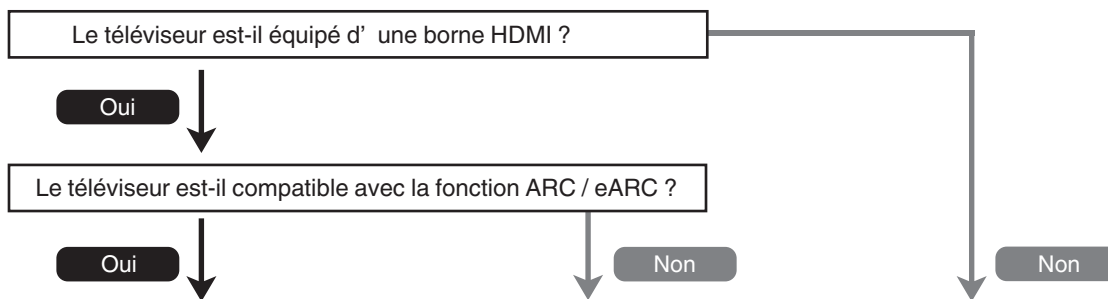 Le téléviseur est-il équipé d’ une borne HDMI ?
Oui
Le téléviseur est-il compatible avec la fonction ARC / eARC ?
Oui
Non
Non